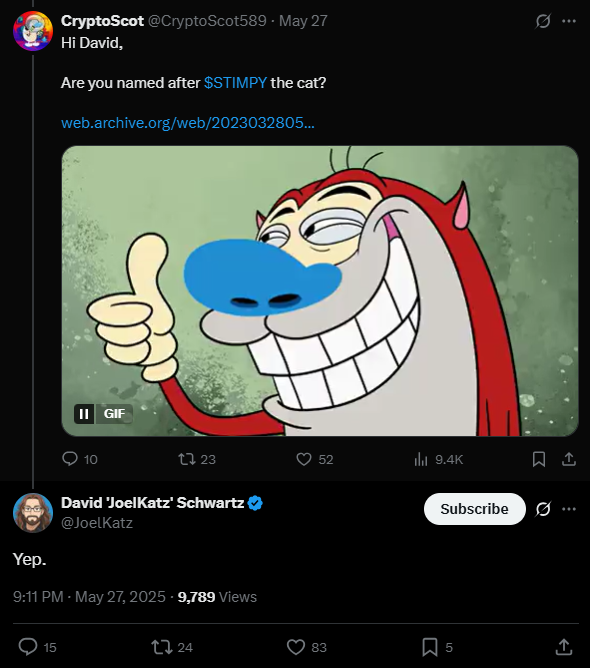 CryptoScot @CryptoScot589 · May 27
Hi David,
Are you named after $STIMPY the cat?
web.archive.org/web/2023032805...
GIF
10 23 52 9.4K
David 'JoelKatz' Schwartz
@JoelKatz
Subscribe
Yep.
9:11 PM · May 27, 2025 · 9,789 Views
15 24 83 5